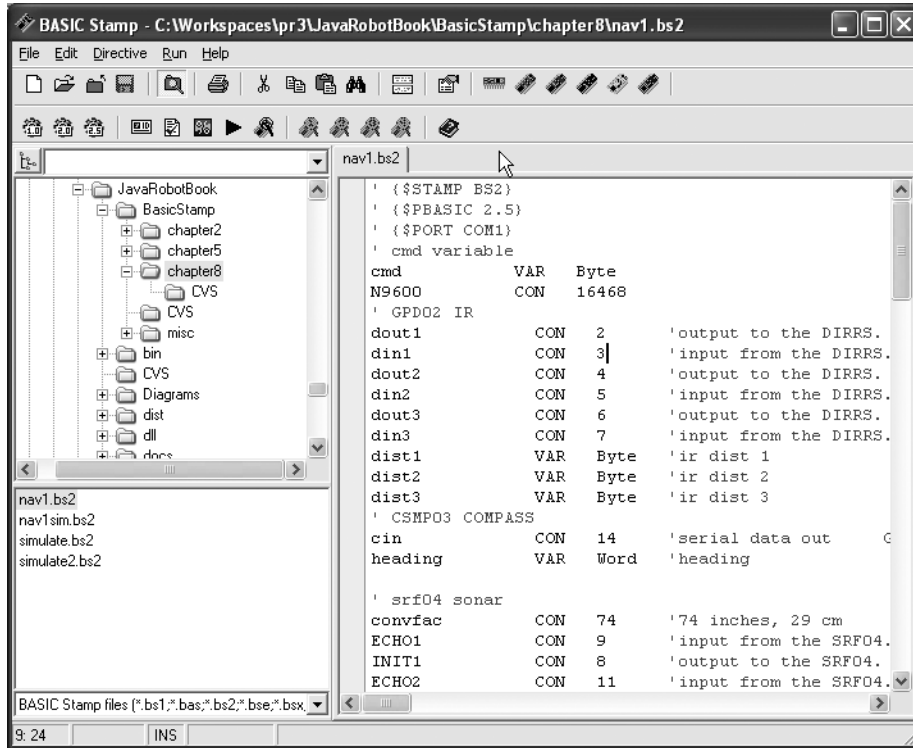 BASIC Stamp - C:\Workspaces\pr3\JavaRobotBook\BasicStamp\chapter8\nav1.bs2
File Edit Directive Run Help
1.0 2.0 2.5
nav1.bs2
JavaRobotBook
BasicStamp
chapter2
chapter5
chapter8
CVS
CVS
misc
bin
CVS
Diagrams
dist
dll
docs
nav1.bs2
nav1sim.bs2
simulate.bs2
simulate2.bs2
BASIC Stamp files (*.bs1;*.bas;*.bs2;*.bse;*.bsx,
' {$STAMP BS2}
' {$PBASIC 2.5}
' {$PORT COM1}
' cmd variable
cmd VAR Byte
N9600 CON 16468
' GPD02 IR
dout1 CON 2 'output to the DIRRS.
din1 CON 3 'input from the DIRRS.
dout2 CON 4 'output to the DIRRS.
din2 CON 5 'input from the DIRRS.
dout3 CON 6 'output to the DIRRS.
din3 CON 7 'input from the DIRRS.
dist1 VAR Byte 'ir dist 1
dist2 VAR Byte 'ir dist 2
dist3 VAR Byte 'ir dist 3
' CSMP03 COMPASS
cin CON 14 'serial data out
heading VAR Word 'heading
' srf04 sonar
convfac CON 74 '74 inches, 29 cm
ECHO1 CON 9 'input from the SRF04.
INIT1 CON 8 'output to the SRF04.
ECHO2 CON 11 'input from the SRF04.
9: 24 INS